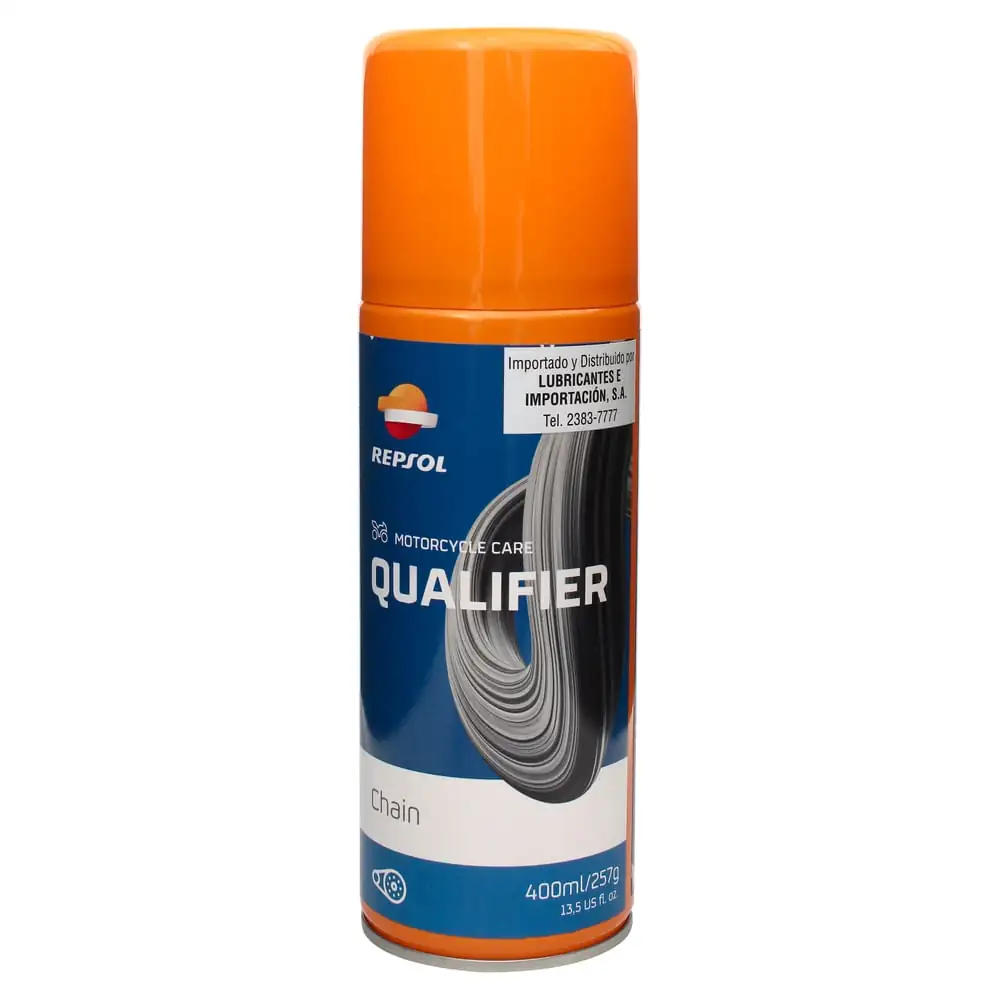 Importado y Distribuido por
LUBRICANTES E
IMPORTACIÓN, S.A.
Tel. 2383-7777
REPSOL
MOTORCYCLE CARE
QUALIFIER
Chain
400ml/257g
13,5 US fl. oz.